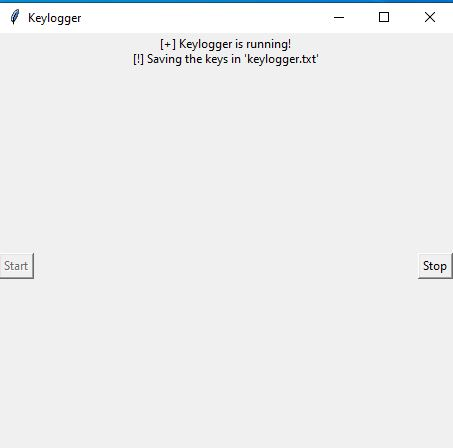 Keylogger
[+] Keylogger is running!
[!] Saving the keys in 'keylogger.txt'
Start
Stop